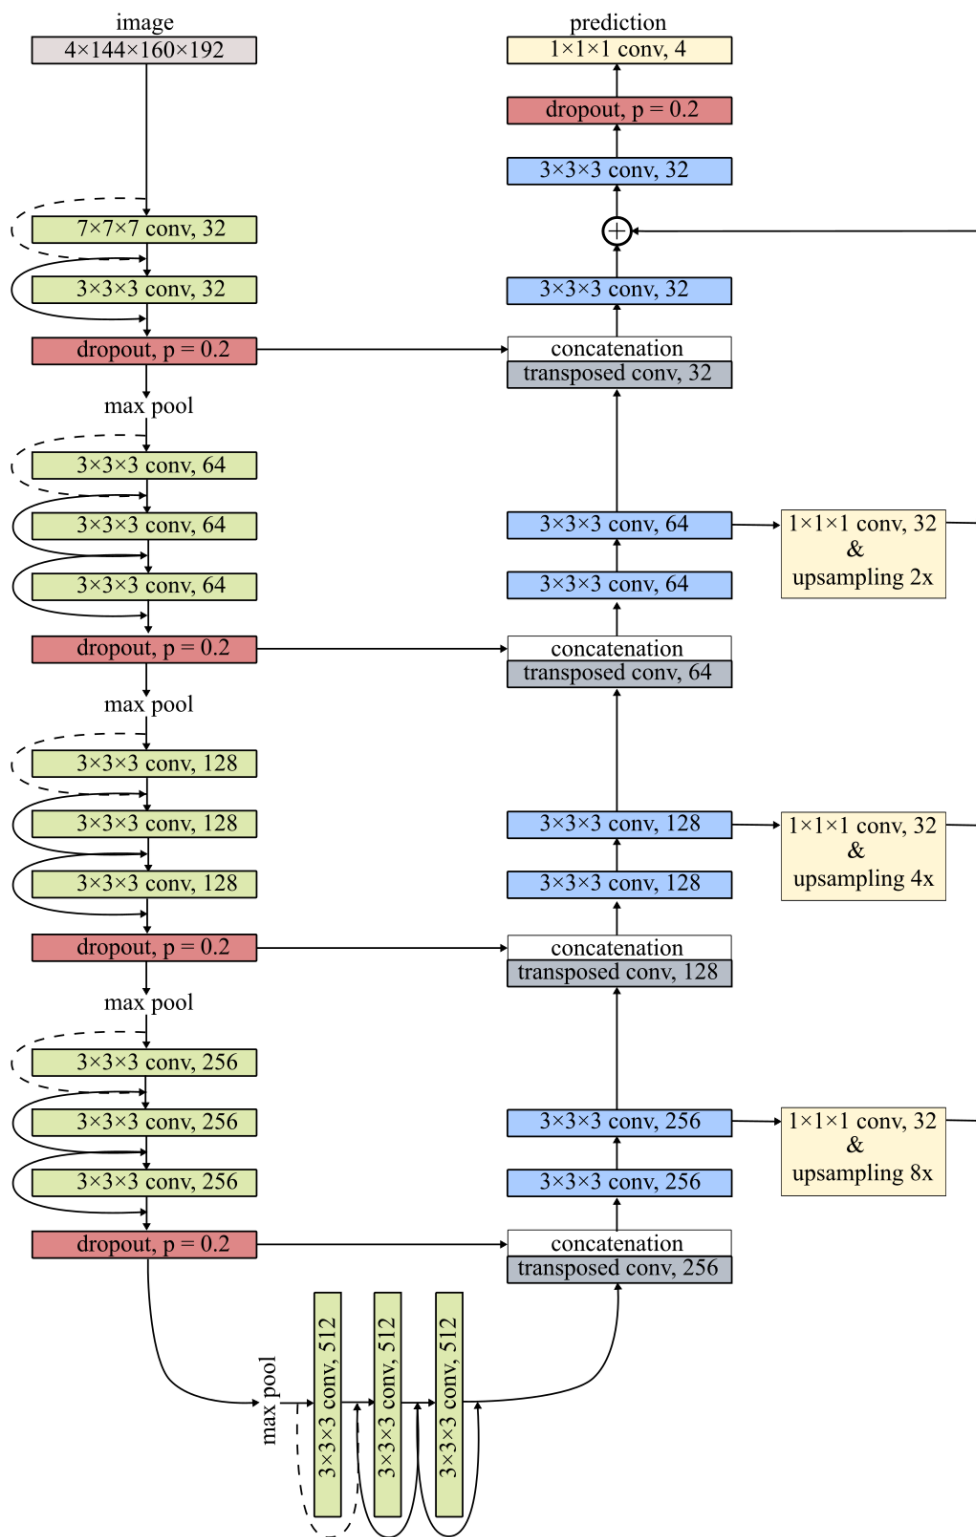 image
4×144×160×192
7×7×7 conv, 32
3×3×3 conv, 32
dropout, p = 0.2
max pool
3×3×3 conv, 64
3×3×3 conv, 64
3×3×3 conv, 64
dropout, p = 0.2
max pool
3×3×3 conv, 128
3×3×3 conv, 128
3×3×3 conv, 128
dropout, p = 0.2
max pool
3×3×3 conv, 256
3×3×3 conv, 256
3×3×3 conv, 256
dropout, p = 0.2
max pool
3×3×3 conv, 512
3×3×3 conv, 512
3×3×3 conv, 512
prediction
1×1×1 conv, 4
dropout, p = 0.2
3×3×3 conv, 32
+
3×3×3 conv, 32
concatenation
transposed conv, 32
3×3×3 conv, 64
3×3×3 conv, 64
concatenation
transposed conv, 64
3×3×3 conv, 128
3×3×3 conv, 128
concatenation
transposed conv, 128
3×3×3 conv, 256
3×3×3 conv, 256
concatenation
transposed conv, 256
1×1×1 conv, 32
&
upsampling 2x
1×1×1 conv, 32
&
upsampling 4x
1×1×1 conv, 32
&
upsampling 8x